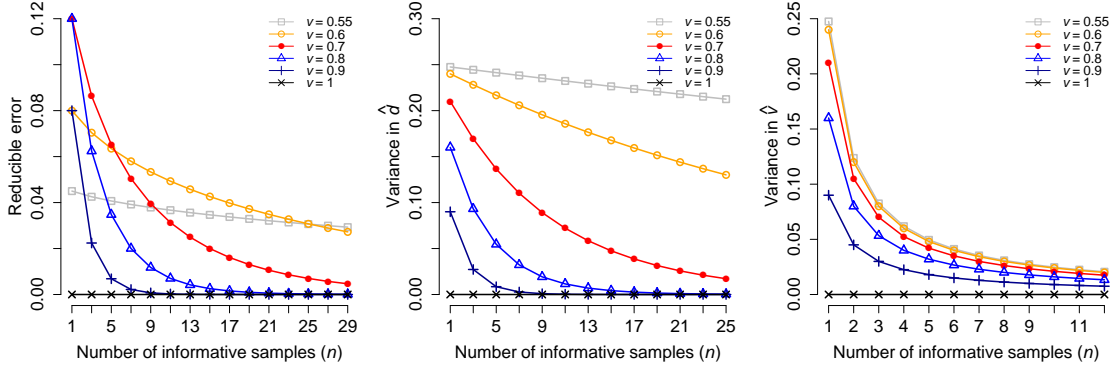 Reducible error
0.00 0.04 0.08 0.12
v = 0.55
v = 0.6
v = 0.7
v = 0.8
v = 0.9
v = 1
1 5 9 13 17 21 25 29
Number of informative samples (n)
Variance in d̂
0.00 0.10 0.20 0.30
v = 0.55
v = 0.6
v = 0.7
v = 0.8
v = 0.9
v = 1
1 5 9 13 17 21 25
Number of informative samples (n)
Variance in v̂
0.00 0.05 0.10 0.15 0.20 0.25
v = 0.55
v = 0.6
v = 0.7
v = 0.8
v = 0.9
v = 1
1 2 3 4 5 6 7 8 9 11
Number of informative samples (n)